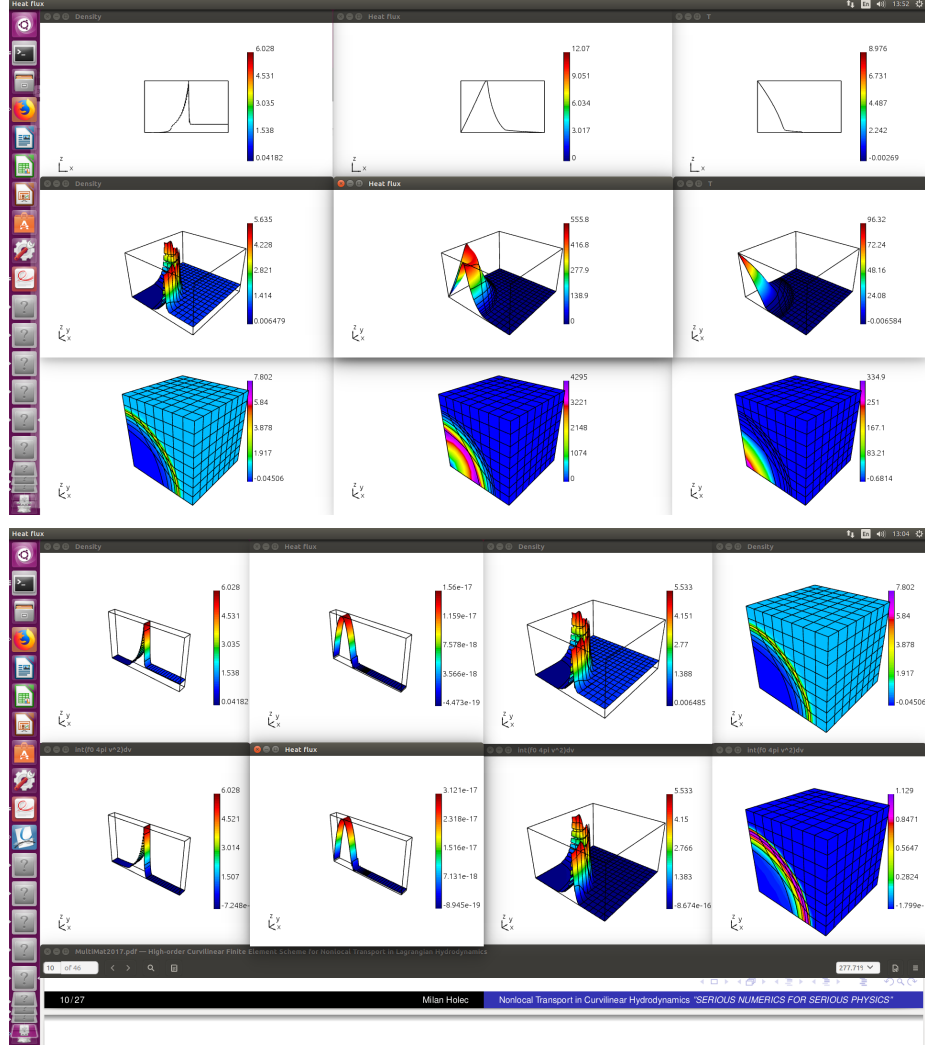 Heat flux
En 13:52
Density Heat flux T
6.028 12.07 8.976
4.531 9.051 6.731
3.035 6.034 4.487
1.538 3.017 2.242
0.04182 0 -0.00269
z z z
x x x
Density Heat flux T
5.635 555.8 96.32
4.228 416.8 72.24
2.821 277.9 48.16
1.414 138.9 24.08
0.006479 0 -0.006584
z y z y z y
x x x
7.802 4295 334.9
5.84 3221 251
3.878 2148 167.1
1.917 1074 83.21
-0.04506 0 -0.6814
z y z y z y
x x x
Heat flux
En 13:04
Density Heat flux Density Density
6.028 1.56e-17 5.533 7.802
4.531 1.159e-17 4.151 5.84
3.035 7.578e-18 2.77 3.878
1.538 3.566e-18 1.388 1.917
0.04182 -4.473e-19 0.006485 -0.04506
z y z y z y z y
x x x x
int(f0 4pi v^2)dv Heat flux int(f0 4pi v^2)dv int(f0 4pi v^2)dv
6.028 3.121e-17 5.533 1.129
4.521 2.318e-17 4.15 0.8471
3.014 1.516e-17 2.766 0.5647
1.507 7.131e-18 1.383 0.2824
-7.248e- -8.945e-19 -8.674e-16 -1.799e-
z y z y z y z y
x x x x
MultiMat2017.pdf — High-order Curvilinear Finite Element Scheme for Nonlocal Transport in Lagrangian Hydrodynamics
10 of 46 277.711
10/27 Milan Holec Nonlocal Transport in Curvilinear Hydrodynamics "SERIOUS NUMERICS FOR SERIOUS PHYSICS"